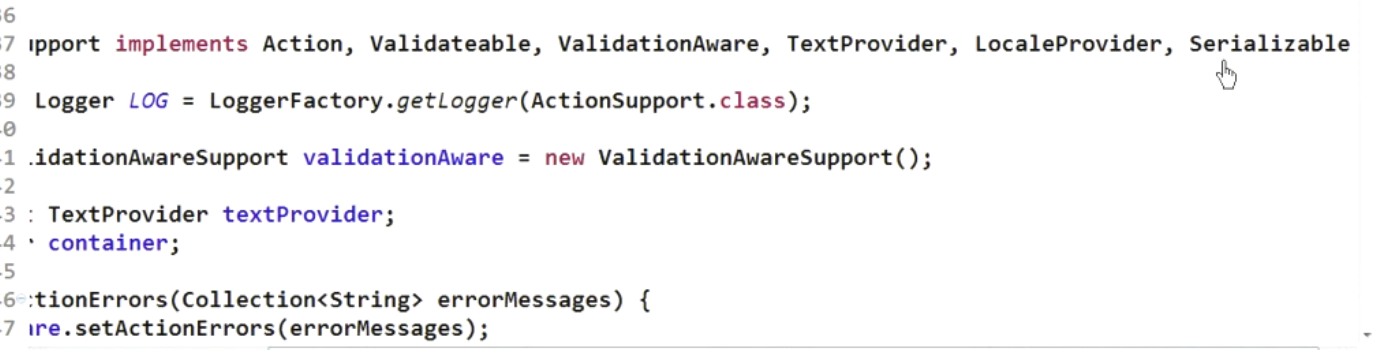 36
37 upport implements Action, Validateable, ValidationAware, TextProvider, LocaleProvider, Serializable
38
39 Logger LOG = LoggerFactory.getLogger(ActionSupport.class);
40
41 .idationAwareSupport validationAware = new ValidationAwareSupport();
42
43 : TextProvider textProvider;
44 container;
45
46 :tionErrors(Collection<String> errorMessages) {
47 are.setActionErrors(errorMessages);